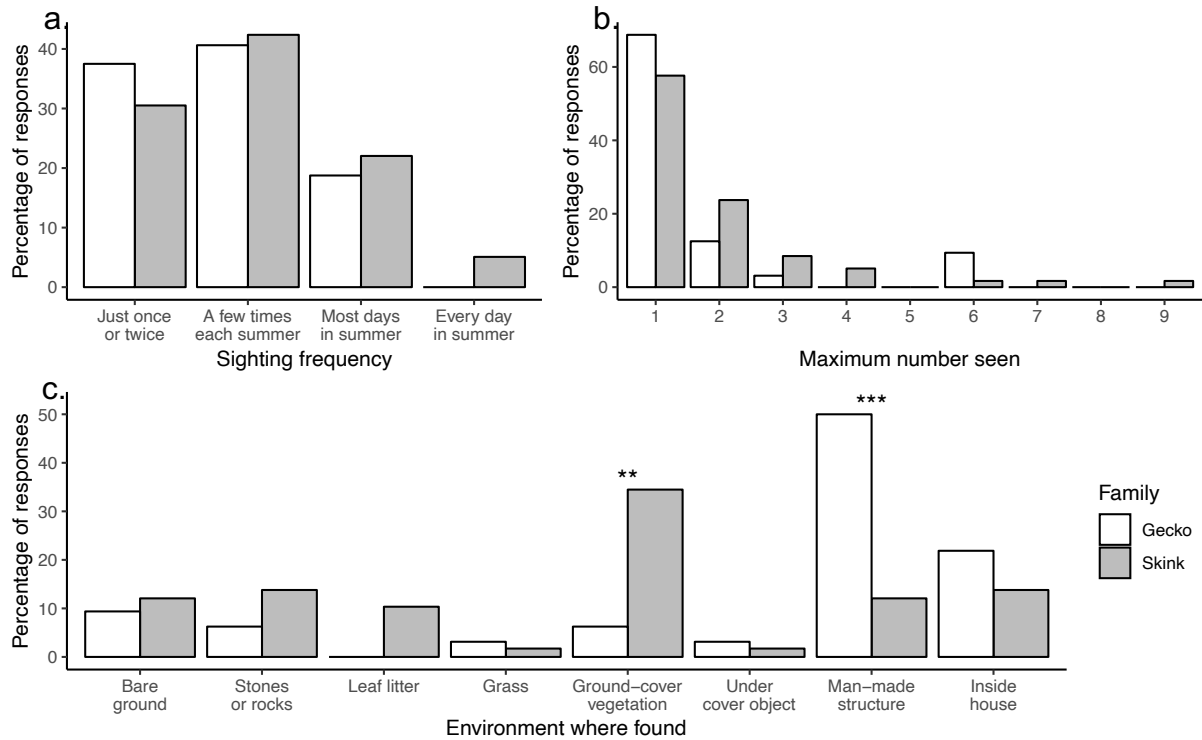 a.
Percentage of responses
40
30
20
10
0
Just once
or twice
A few times
each summer
Most days
in summer
Every day
in summer
Sighting frequency
b.
Percentage of responses
60
40
20
0
1 2 3 4 5 6 7 8 9
Maximum number seen
c.
Percentage of responses
50
40
30
20
10
0
**
***
Bare
ground
Stones
or rocks
Leaf litter
Grass
Ground−cover
vegetation
Under
cover object
Man−made
structure
Inside
house
Environment where found
Family
Gecko
Skink